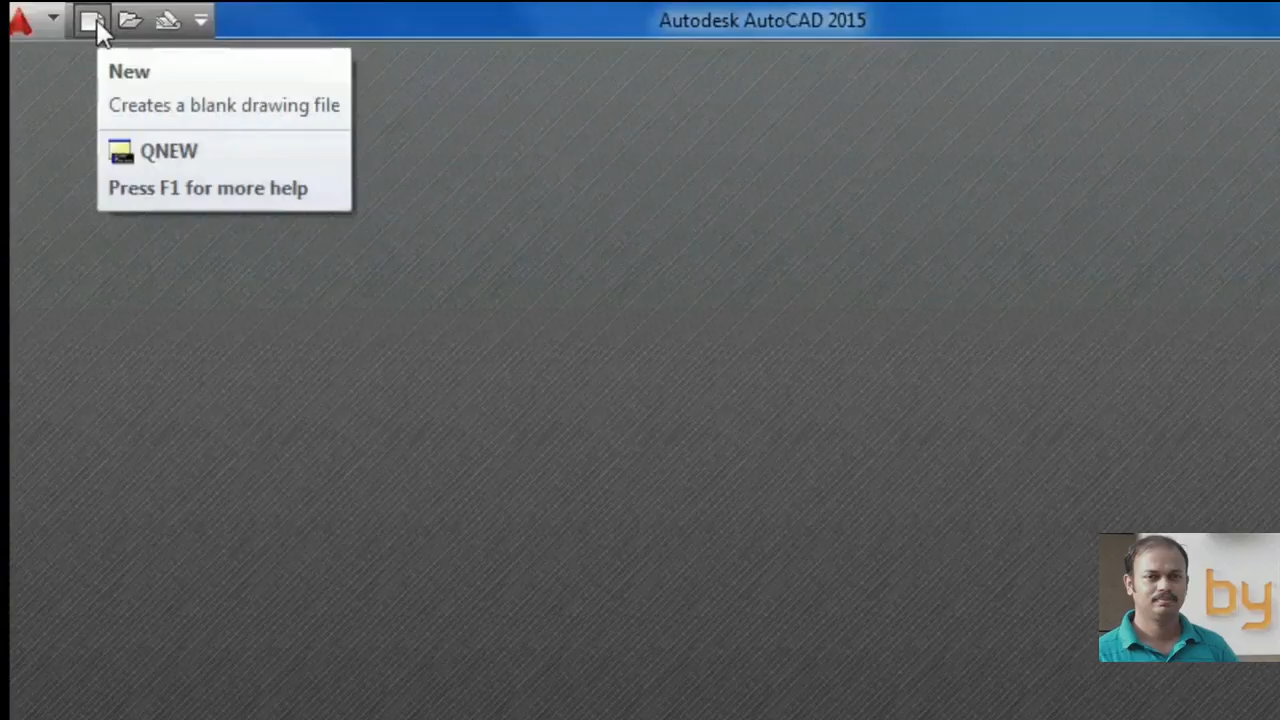 Autodesk AutoCAD 2015
New
Creates a blank drawing file
QNEW
Press F1 for more help
by